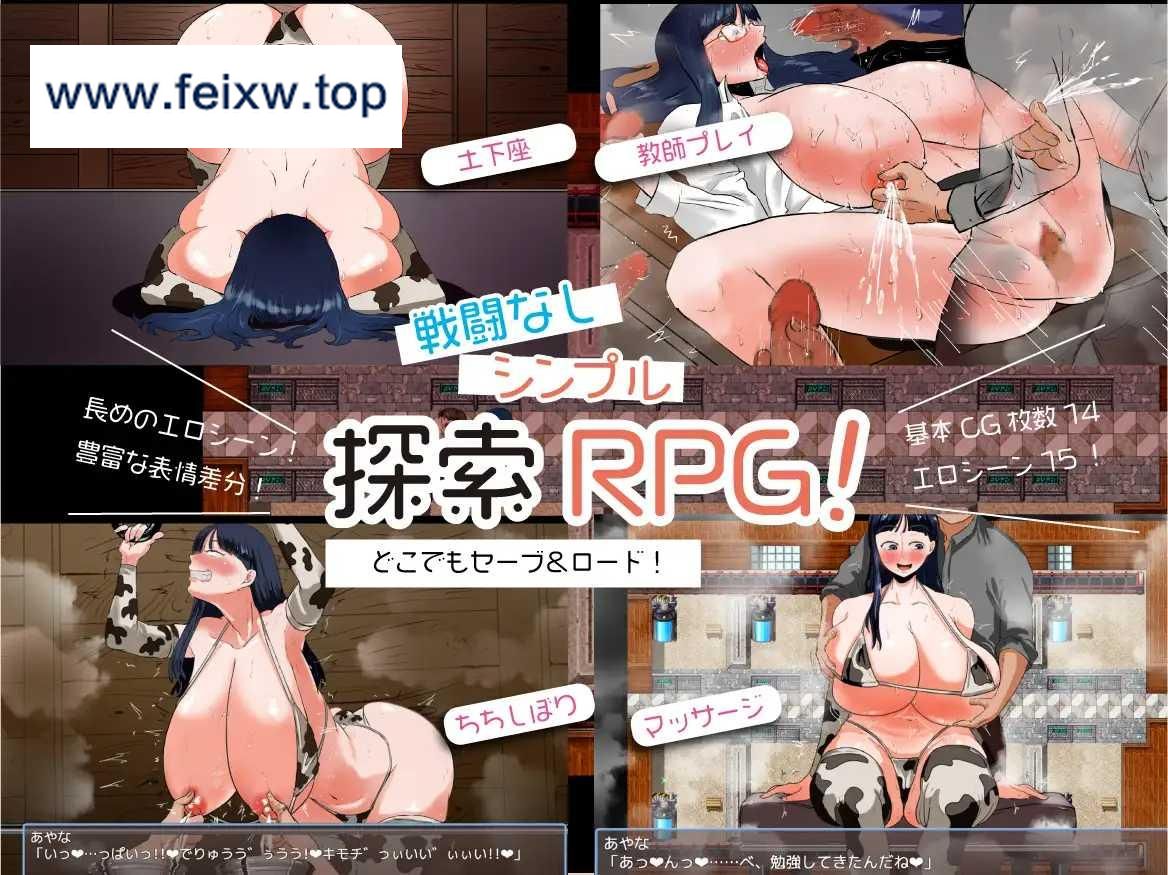 www.feixw.top
土下座
教師プレイ
戦闘なし
シンプル
探索RPG!
長めのエロシーン!
豊富な表情差分!
基本CG枚数14
エロシーン15!
どこでもセーブ&ロード!
ちちしぼり
マッサージ
あやな
「いっ❤…っぱいっ!!❤でりゅうう゛ぅうう!❤キモヂ゛っぃいい゛ぃいい!!❤」
あやな
「あっ❤んっ❤……べ、勉強してきたんだね❤」